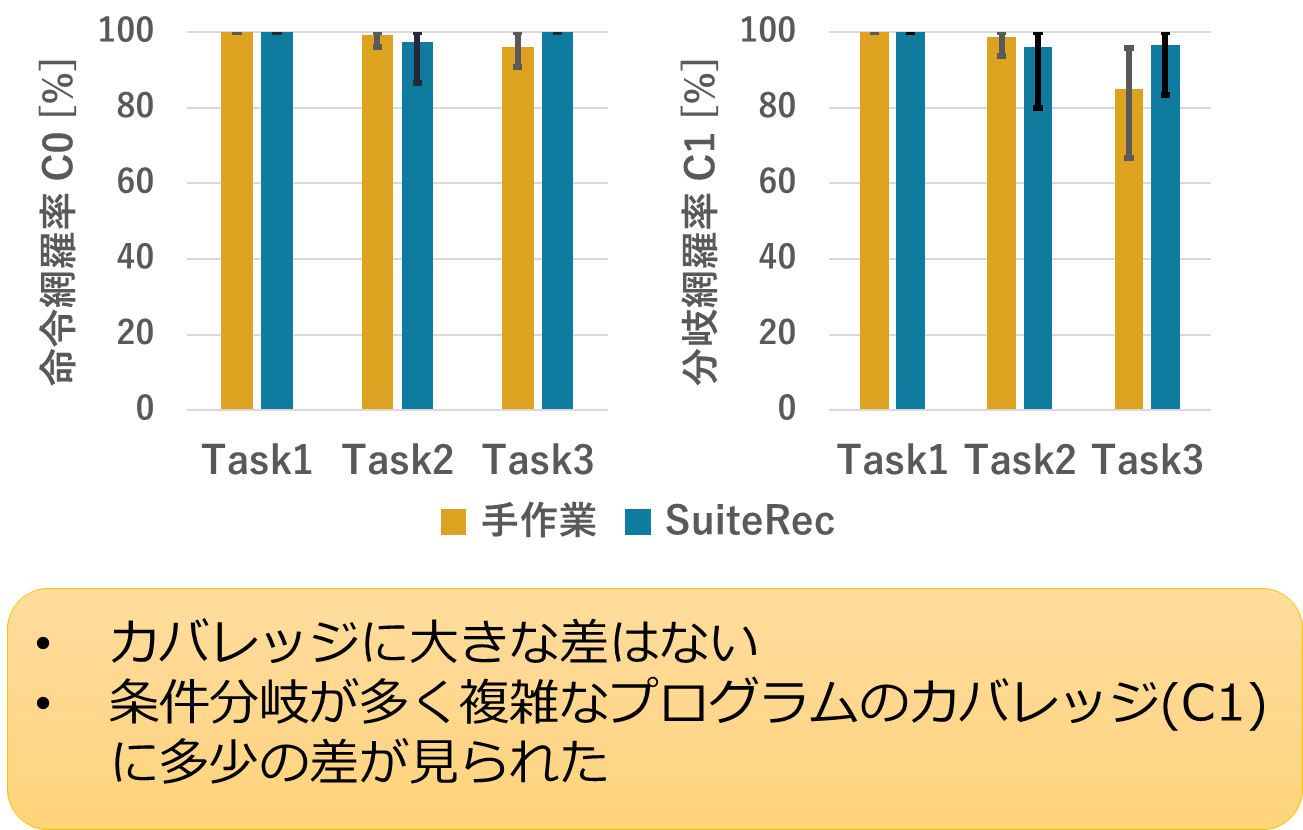 命令網羅率 C0 [%]
100
80
60
40
20
0
Task1 Task2 Task3
分岐網羅率 C1 [%]
100
80
60
40
20
0
Task1 Task2 Task3
手作業 SuiteRec
• カバレッジに大きな差はない
• 条件分岐が多く複雑なプログラムのカバレッジ(C1)
に多少の差が見られた